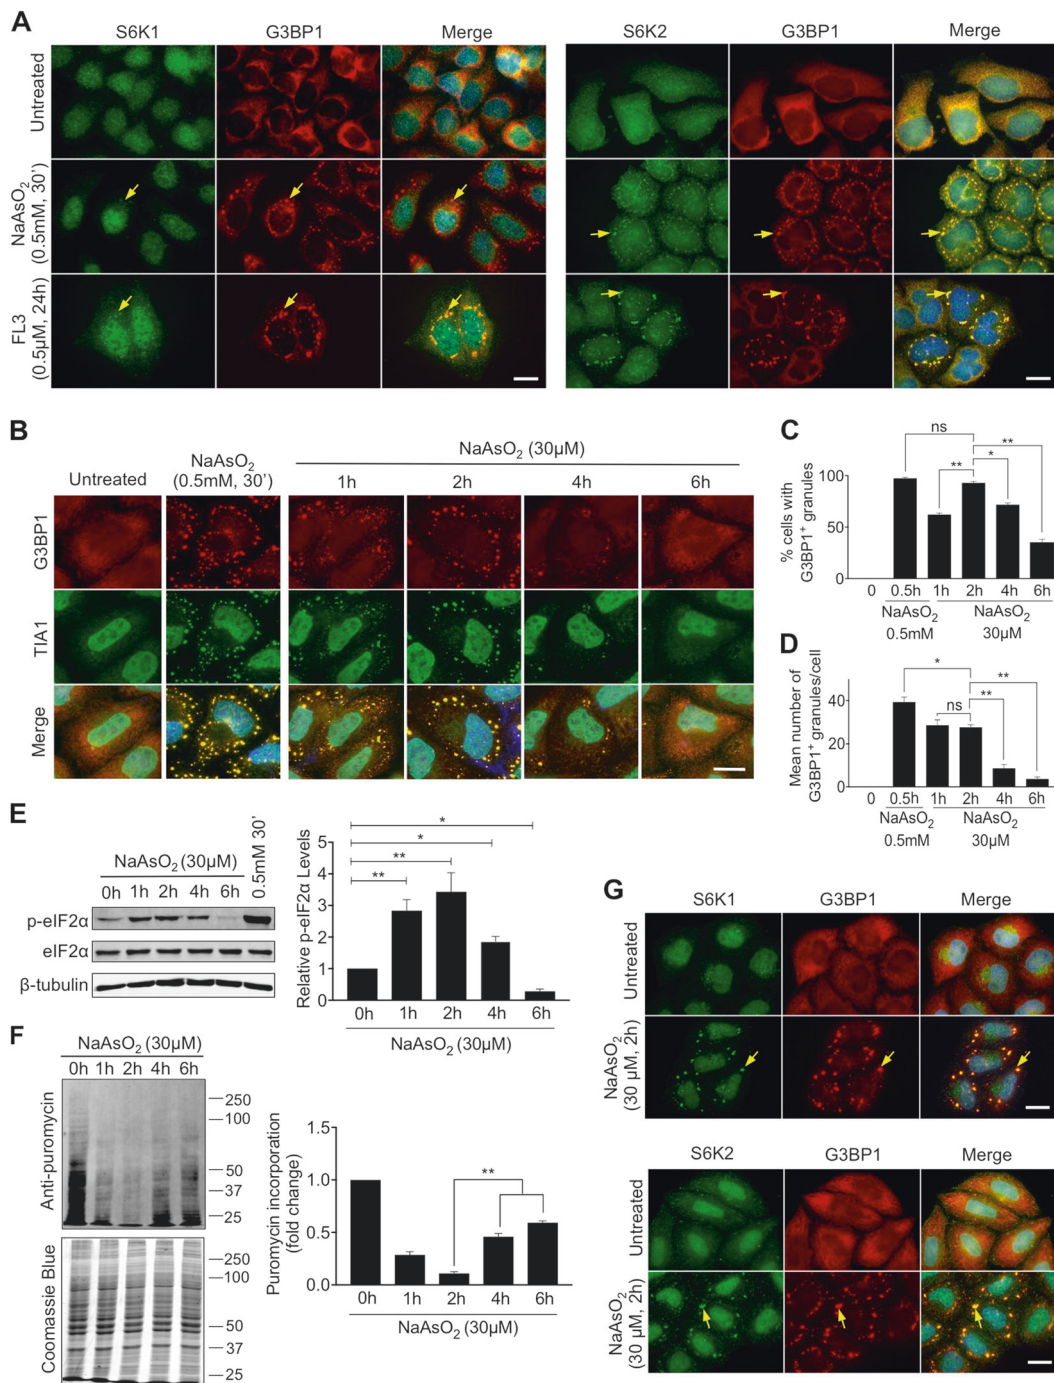 A
S6K1 G3BP1 Merge
S6K2 G3BP1 Merge
Untreated
NaAsO₂
(0.5mM, 30')
FL3
(0.5µM, 24h)
B
Untreated
NaAsO₂
(0.5mM, 30')
NaAsO₂ (30µM)
1h 2h 4h 6h
G3BP1
TIA1
Merge
C
% cells with
G3BP1⁺ granules
100
50
0
ns
**
*
**
0 0.5h 1h 2h 4h 6h
NaAsO₂ NaAsO₂
0.5mM 30µM
D
Mean number of
G3BP1⁺ granules/cell
40
20
0
*
ns
**
**
0 0.5h 1h 2h 4h 6h
NaAsO₂ NaAsO₂
0.5mM 30µM
E
NaAsO₂ (30µM)
0h 1h 2h 4h 6h
0.5mM 30'
p-eIF2α
eIF2α
β-tubulin
Relative p-eIF2α Levels
5
4
3
2
1
0
*
*
**
**
0h 1h 2h 4h 6h
NaAsO₂ (30µM)
F
NaAsO₂ (30µM)
0h 1h 2h 4h 6h
Anti-puromycin
250
100
50
37
25
Coomassie Blue
250
100
50
37
25
Puromycin incorporation
(fold change)
1.5
1.0
0.5
0.0
**
0h 1h 2h 4h 6h
NaAsO₂ (30µM)
G
S6K1 G3BP1 Merge
Untreated
NaAsO₂
(30 µM, 2h)
S6K2 G3BP1 Merge
Untreated
NaAsO₂
(30 µM, 2h)